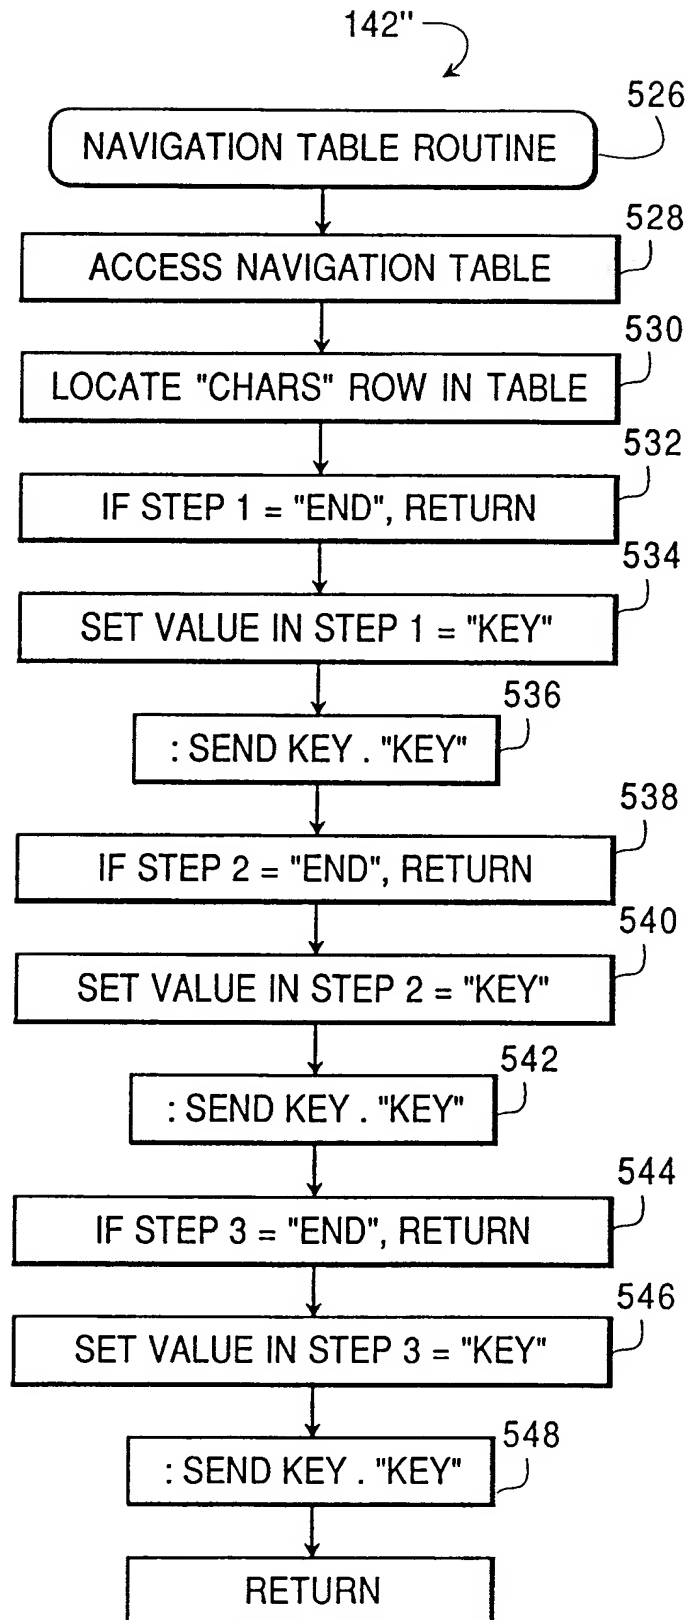 142"
526
NAVIGATION TABLE ROUTINE
528
ACCESS NAVIGATION TABLE
530
LOCATE "CHARS" ROW IN TABLE
532
IF STEP 1 = "END", RETURN
534
SET VALUE IN STEP 1 = "KEY"
536
: SEND KEY . "KEY"
538
IF STEP 2 = "END", RETURN
540
SET VALUE IN STEP 2 = "KEY"
542
: SEND KEY . "KEY"
544
IF STEP 3 = "END", RETURN
546
SET VALUE IN STEP 3 = "KEY"
548
: SEND KEY . "KEY"
RETURN